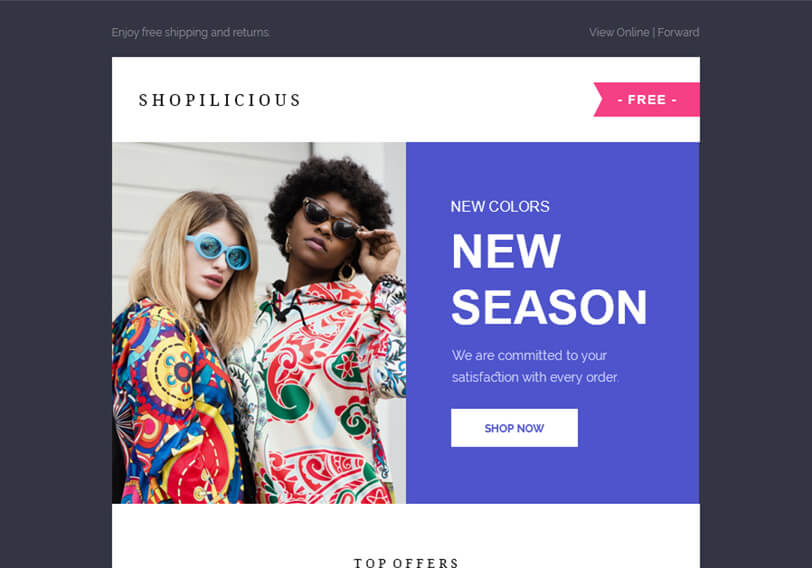 Enjoy free shipping and returns.
View Online | Forward
SHOPILICIOUS
- FREE -
NEW COLORS
NEW
SEASON
We are committed to your
satisfaction with every order.
SHOP NOW
TOP OFFERS